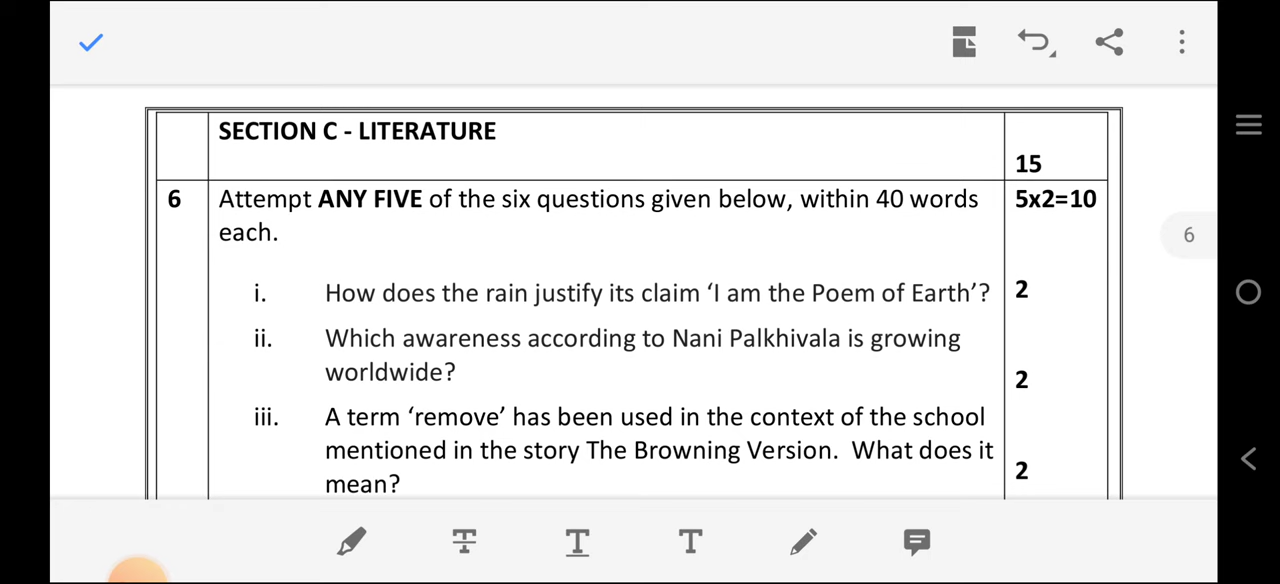 SECTION C - LITERATURE
15
6 Attempt ANY FIVE of the six questions given below, within 40 words 5x2=10
each.
i. How does the rain justify its claim ‘I am the Poem of Earth’? 2
6
ii. Which awareness according to Nani Palkhivala is growing
worldwide? 2
iii. A term ‘remove’ has been used in the context of the school
mentioned in the story The Browning Version. What does it
mean? 2